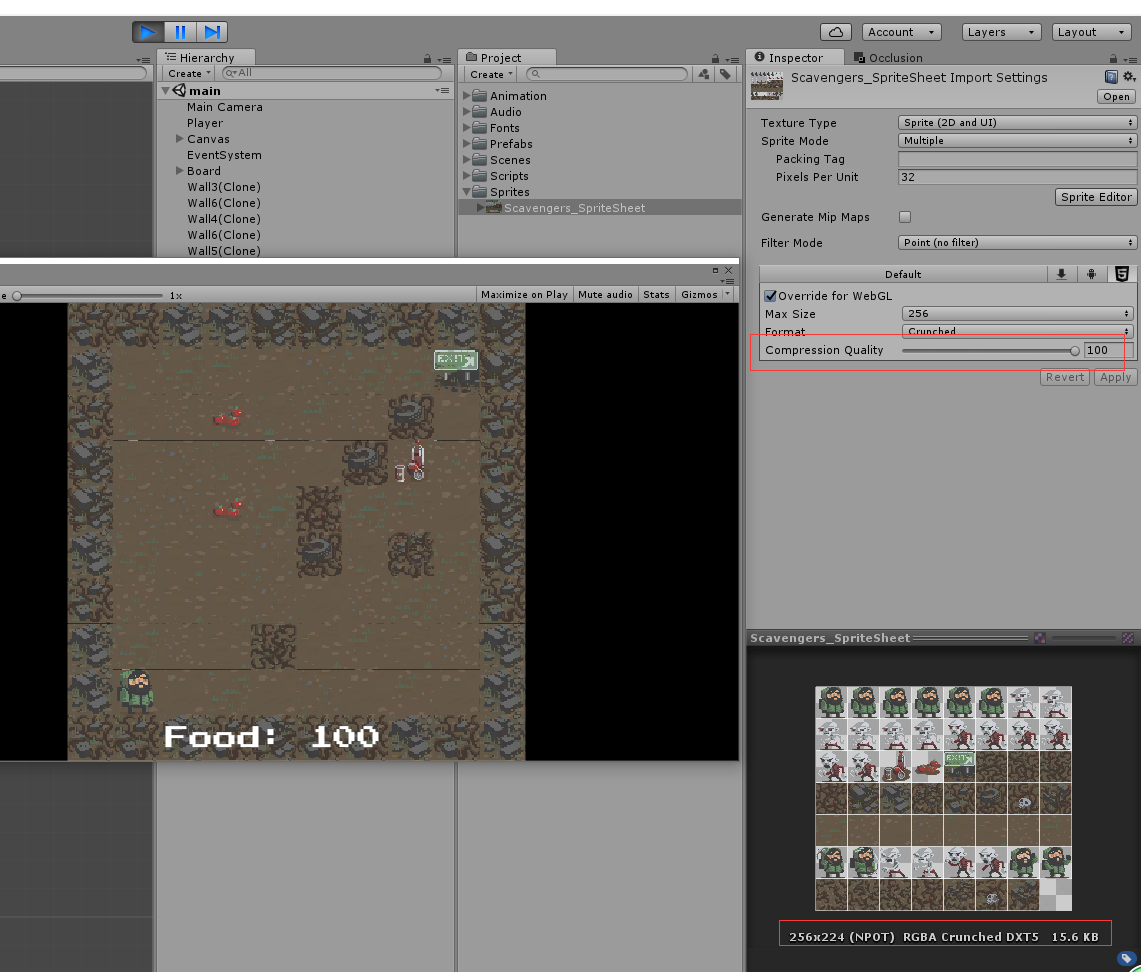 Account Layers Layout
Hierarchy
Create All
main
Main Camera
Player
Canvas
EventSystem
Board
Wall3(Clone)
Wall6(Clone)
Wall4(Clone)
Wall6(Clone)
Wall5(Clone)
Project
Create
Animation
Audio
Fonts
Prefabs
Scenes
Scripts
Sprites
Scavengers_SpriteSheet
Inspector Occlusion
Scavengers_SpriteSheet Import Settings
Open
Texture Type Sprite (2D and UI)
Sprite Mode Multiple
Packing Tag
Pixels Per Unit 32
Sprite Editor
Generate Mip Maps
Filter Mode Point (no filter)
Default
Override for WebGL
Max Size 256
Format Crunched
Compression Quality 100
Revert Apply
e 1x Maximize on Play Mute audio Stats Gizmos
EXIT
Food: 100
Scavengers_SpriteSheet
EXIT
256x224 (NPOT) RGBA Crunched DXT5 15.6 KB